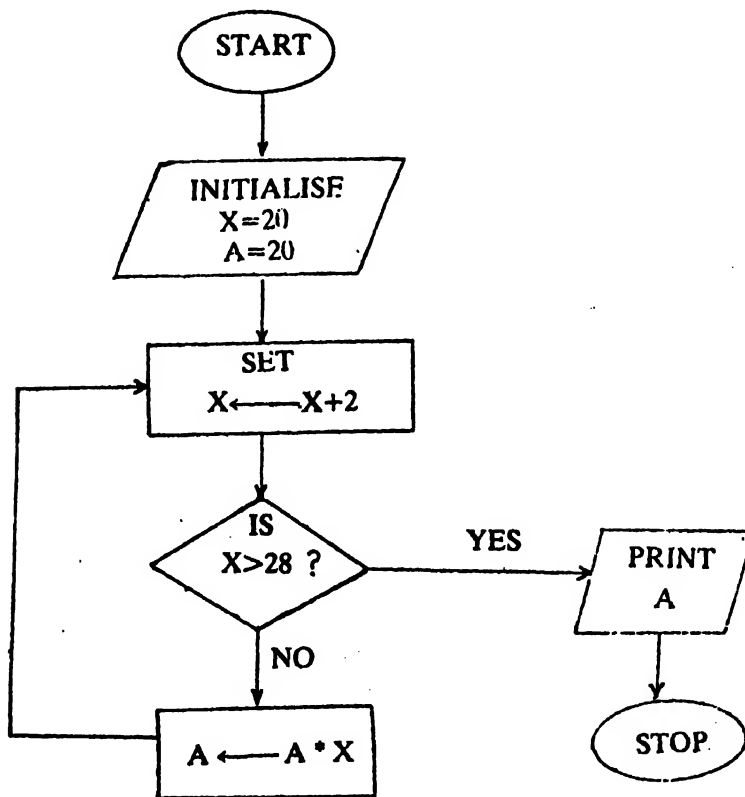 START
INITIALISE
X=20
A=20
SET
X←X+2
IS
X>28 ?
YES
NO
PRINT
A
A ← A * X
STOP